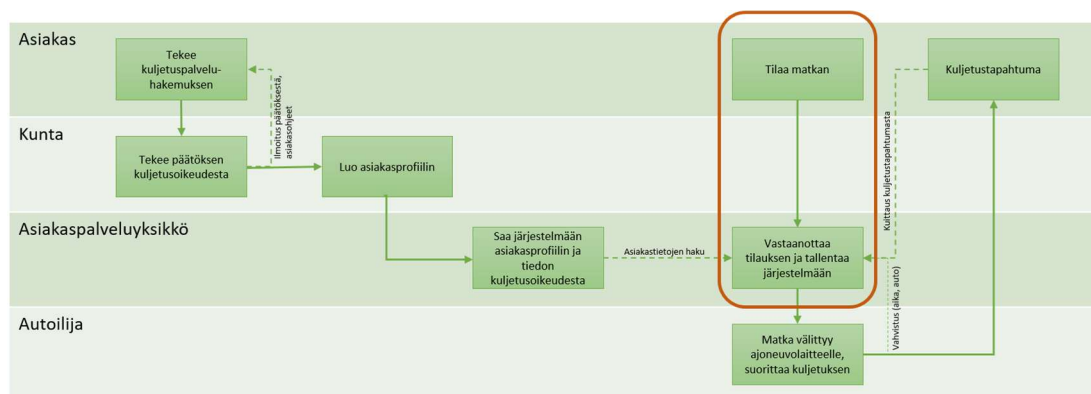 Asiakas
Tekee
kuljetuspalvelu-
hakemuksen
Ilmoitus päätöksestä,
asiakasohjeet
Tilaa matkan
Kuljetustapahtuma
Kunta
Tekee päätöksen
kuljetusoikeudesta
Luo asiakasprofiilin
Kuittaus kuljetustapahtumasta
Asiakaspalveluyksikkö
Saa järjestelmään
asiakasprofiilin ja
tiedon
kuljetusoikeudesta
Asiakastietojen haku
Vastaanottaa
tilauksen ja tallentaa
järjestelmään
Vahvistus (aika, auto)
Autoilija
Matka välittyy
ajoneuvolaitteelle,
suorittaa kuljetuksen